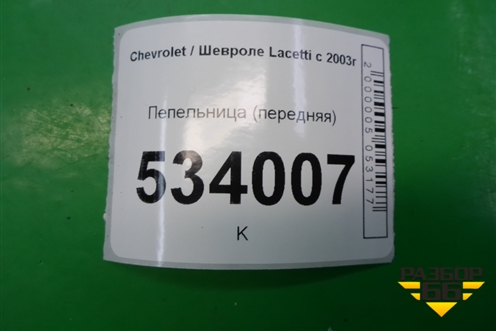 Chevrolet / Шевроле Lacetti с 2003г
Пепельница (передняя)
534007
К
2000005053177
РАЗБОР
66